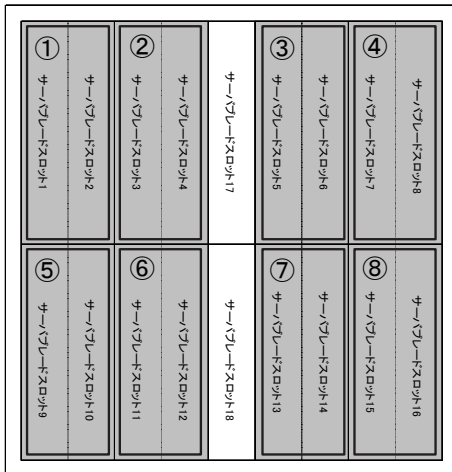 ①
サーバブレードスロット1
サーバブレードスロット2
②
サーバブレードスロット3
サーバブレードスロット4
サーバブレードスロット17
③
サーバブレードスロット5
サーバブレードスロット6
④
サーバブレードスロット7
サーバブレードスロット8
⑤
サーバブレードスロット9
サーバブレードスロット10
⑥
サーバブレードスロット11
サーバブレードスロット12
サーバブレードスロット18
⑦
サーバブレードスロット13
サーバブレードスロット14
⑧
サーバブレードスロット15
サーバブレードスロット16